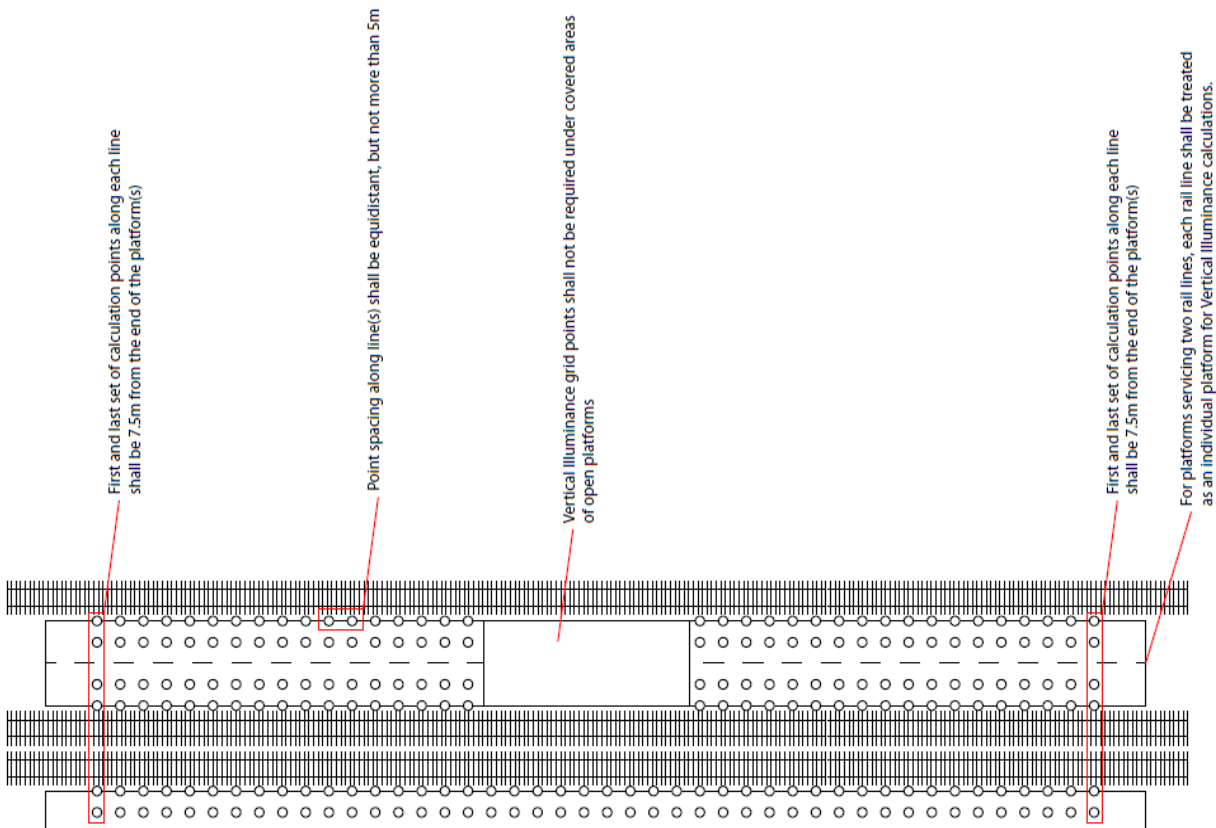 First and last set of calculation points along each line
shall be 7.5m from the end of the platform(s)
Point spacing along line(s) shall be equidistant, but not more than 5m
Vertical Illuminance grid points shall not be required under covered areas
of open platforms
First and last set of calculation points along each line
shall be 7.5m from the end of the platform(s)
For platforms servicing two rail lines, each rail line shall be treated
as an individual platform for Vertical Illuminance calculations.